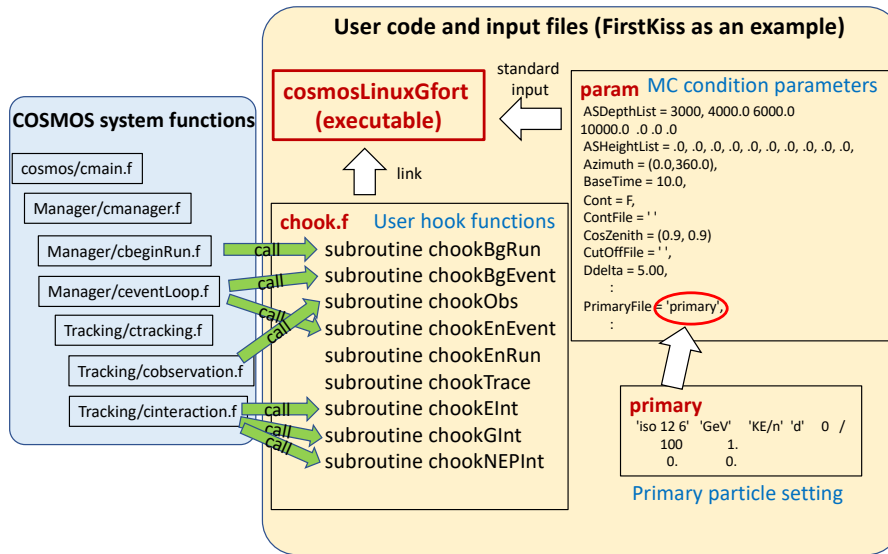 User code and input files (FirstKiss as an example)
COSMOS system functions
cosmos/cmain.f
Manager/cmanager.f
Manager/cbeginRun.f
Manager/ceventLoop.f
Tracking/ctracking.f
Tracking/cobservation.f
Tracking/cinteraction.f
cosmosLinuxGfort
(executable)
standard
input
link
chook.f User hook functions
call subroutine chookBgRun
call subroutine chookBgEvent
call subroutine chookObs
call subroutine chookEnEvent
subroutine chookEnRun
subroutine chookTrace
call subroutine chookEInt
call subroutine chookGInt
call subroutine chookNEPInt
param MC condition parameters
ASDepthList = 3000, 4000.0 6000.0
10000.0 .0 .0 .0
ASHeightList = .0, .0, .0, .0, .0, .0, .0, .0, .0, .0,
Azimuth = (0.0,360.0),
BaseTime = 10.0,
Cont = F,
ContFile = ' '
CosZenith = (0.9, 0.9)
CutOffFile = ' ',
Ddelta = 5.00,
:
PrimaryFile = 'primary',
:
primary
'iso 12 6' 'GeV' 'KE/n' 'd' 0 /
100 1.
0. 0.
Primary particle setting